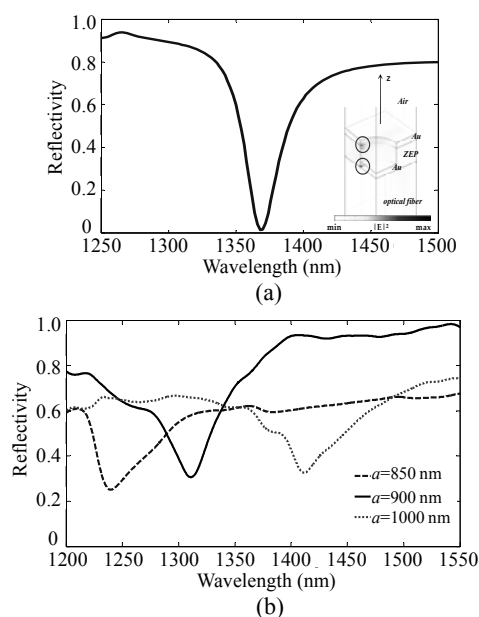 1.0
0.8
0.6
0.4
0.2
0
Reflectivity
1250 1300 1350 1400 1450 1500
Wavelength (nm)
z
Air
Au
ZEP
Au
optical fiber
min |E|² max
(a)
1.0
0.8
0.6
0.4
0.2
0
Reflectivity
a=850 nm
a=900 nm
a=1000 nm
1200 1250 1300 1350 1400 1450 1500 1550
Wavelength (nm)
(b)